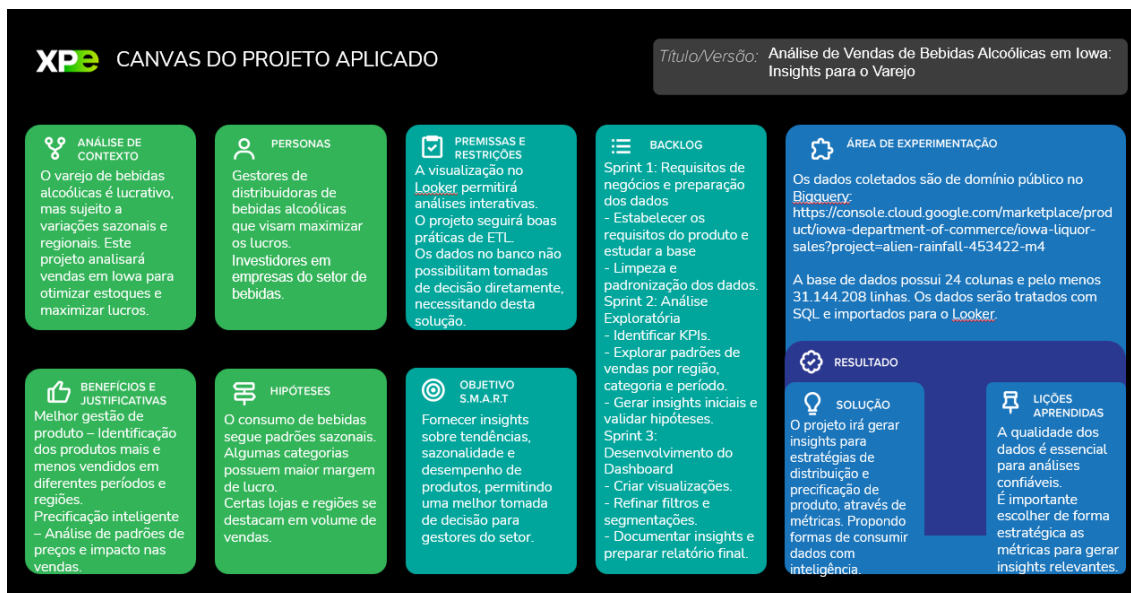 XPe
CANVAS DO PROJETO APLICADO
Título/Versão:
Análise de Vendas de Bebidas Alcoólicas em Iowa:
Insights para o Varejo
ANÁLISE DE
CONTEXTO
O varejo de bebidas
alcoólicas é lucrativo,
mas sujeito a
variações sazonais e
regionais. Este
projeto analisará
vendas em Iowa para
otimizar estoques e
maximizar lucros.
PERSONAS
Gestores de
distribuidoras de
bebidas alcoólicas
que visam maximizar
os lucros.
Investidores em
empresas do setor de
bebidas.
PREMISSAS E
RESTRIÇÕES
A visualização no
Looker permitirá
análises interativas.
O projeto seguirá boas
práticas de ETL.
Os dados no banco não
possibilitam tomadas
de decisão diretamente,
necessitando desta
solução.
BACKLOG
Sprint 1: Requisitos de
negócios e preparação
dos dados
- Estabelecer os
requisitos do produto e
estudar a base
- Limpeza e
padronização dos dados.
Sprint 2: Análise
Exploratória
- Identificar KPIs.
- Explorar padrões de
vendas por região,
categoria e período.
- Gerar insights iniciais e
validar hipóteses.
Sprint 3:
Desenvolvimento do
Dashboard
- Criar visualizações.
- Refinar filtros e
segmentações.
- Documentar insights e
preparar relatório final.
ÁREA DE EXPERIMENTAÇÃO
Os dados coletados são de domínio público no
Bigquery:
https://console.cloud.google.com/marketplace/prod
uct/iowa-department-of-commerce/iowa-liquor-
sales?project=alien-rainfall-453422-m4
A base de dados possui 24 colunas e pelo menos
31.144.208 linhas. Os dados serão tratados com
SQL e importados para o Looker.
BENEFÍCIOS E
JUSTIFICATIVAS
Melhor gestão de
produto – Identificação
dos produtos mais e
menos vendidos em
diferentes períodos e
regiões.
Precificação inteligente
– Análise de padrões de
preços e impacto nas
vendas.
HIPÓTESES
O consumo de bebidas
segue padrões sazonais.
Algumas categorias
possuem maior margem
de lucro.
Certas lojas e regiões se
destacam em volume de
vendas.
OBJETIVO
S.M.A.R.T
Fornecer insights
sobre tendências,
sazonalidade e
desempenho de
produtos, permitindo
uma melhor tomada
de decisão para
gestores do setor.
RESULTADO
SOLUÇÃO
O projeto irá gerar
insights para
estratégias de
distribuição e
precificação de
produto, através de
métricas. Propondo
formas de consumir
dados com
inteligência.
LIÇÕES
APRENDIDAS
A qualidade dos
dados é essencial
para análises
confiáveis.
É importante
escolher de forma
estratégica as
métricas para gerar
insights relevantes.